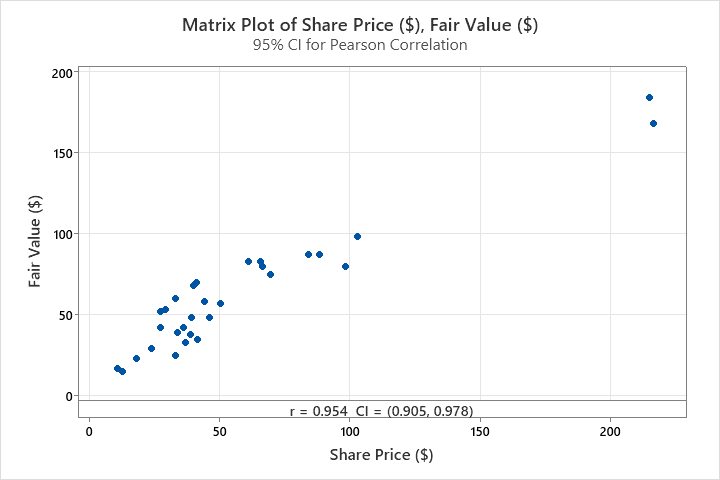 Matrix Plot of Share Price ($), Fair Value ($)
95% CI for Pearson Correlation
200
150
100
50
0
Fair Value ($)
r = 0.954 CI = (0.905, 0.978)
0 50 100 150 200
Share Price ($)